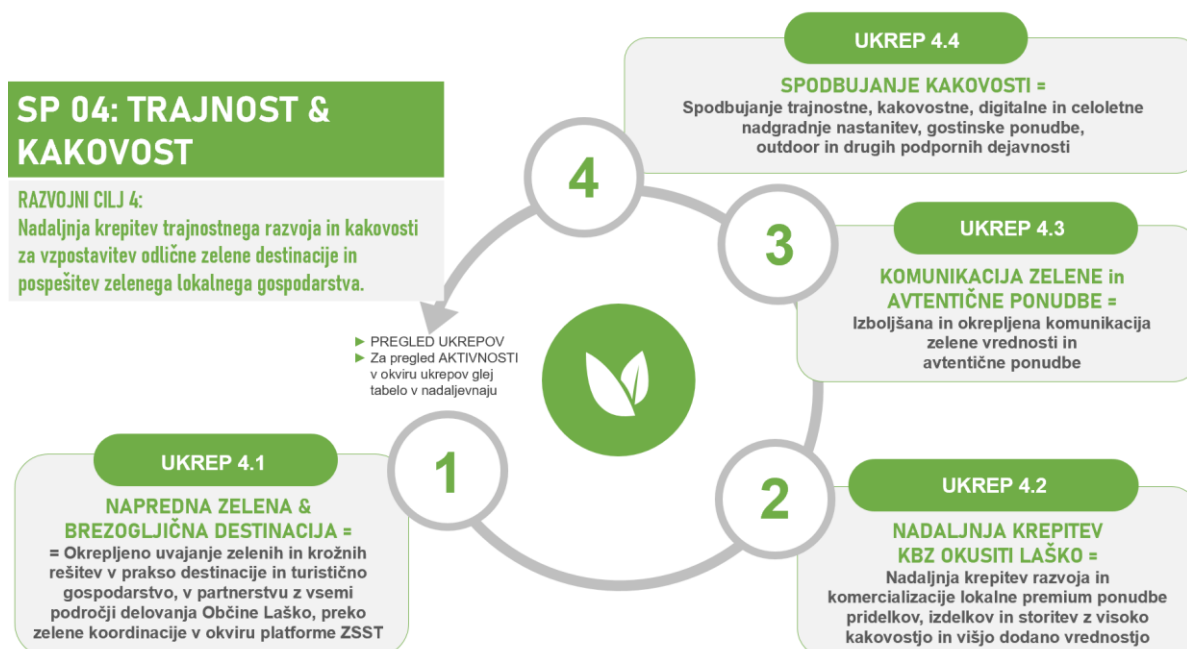 SP 04: TRAJNOST &
KAKOVOST
RAZVOJNI CILJ 4:
Nadaljnja krepitev trajnostnega razvoja in kakovosti
za vzpostavitev odlične zelene destinacije in
pospešitev zelenega lokalnega gospodarstva.
► PREGLED UKREPOV
► Za pregled AKTIVNOSTI
v okviru ukrepov glej
tabelo v nadaljevnaju
1
UKREP 4.1
NAPREDNA ZELENA &
BREZOGLJIČNA DESTINACIJA =
= Okrepljeno uvajanje zelenih in krožnih
rešitev v prakso destinacije in turistično
gospodarstvo, v partnerstvu z vsemi
področji delovanja Občine Laško, preko
zelene koordinacije v okviru platforme ZSST
2
UKREP 4.2
NADALJNJA KREPITEV
KBZ OKUSITI LAŠKO =
Nadaljnja krepitev razvoja in
komercializacije lokalne premium ponudbe
pridelkov, izdelkov in storitev z visoko
kakovostjo in višjo dodano vrednostjo
3
UKREP 4.3
KOMUNIKACIJA ZELENE in
AVTENTIČNE PONUDBE =
Izboljšana in okrepljena komunikacija
zelene vrednosti in
avtentične ponudbe
4
UKREP 4.4
SPODBUJANJE KAKOVOSTI =
Spodbujanje trajnostne, kakovostne, digitalne in celoletne
nadgradnje nastanitev, gostinske ponudbe,
outdoor in drugih podpornih dejavnosti